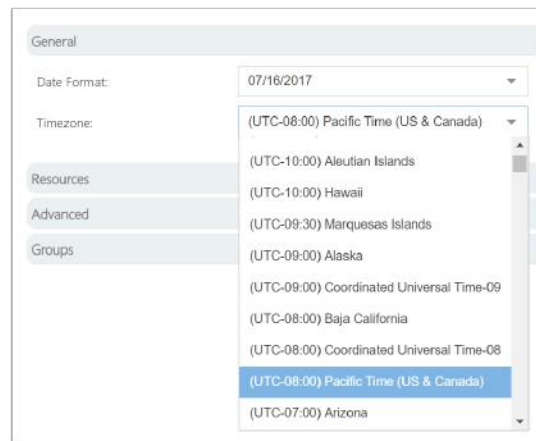 General
Date Format:
07/16/2017
Timezone:
(UTC-08:00) Pacific Time (US & Canada)
(UTC-10:00) Aleutian Islands
(UTC-10:00) Hawaii
(UTC-09:30) Marquesas Islands
(UTC-09:00) Alaska
(UTC-09:00) Coordinated Universal Time-09
(UTC-08:00) Baja California
(UTC-08:00) Coordinated Universal Time-08
(UTC-08:00) Pacific Time (US & Canada)
(UTC-07:00) Arizona
Resources
Advanced
Groups